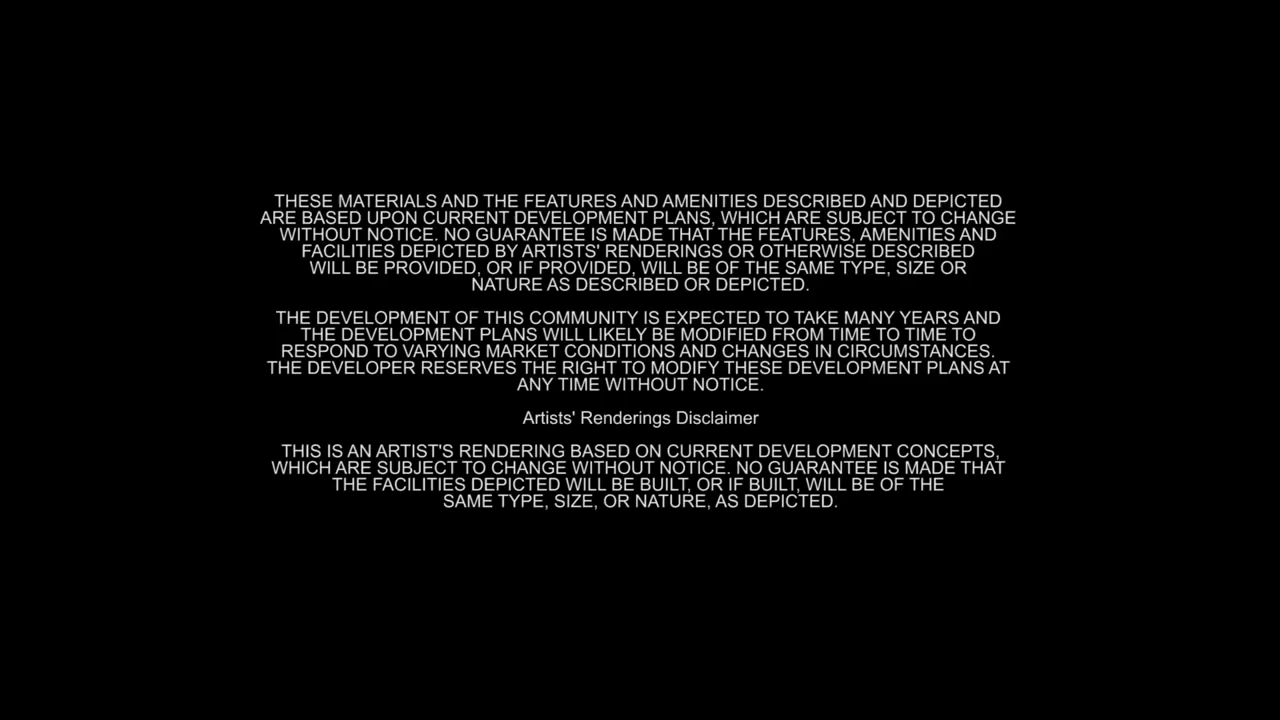 THESE MATERIALS AND THE FEATURES AND AMENITIES DESCRIBED AND DEPICTED
ARE BASED UPON CURRENT DEVELOPMENT PLANS, WHICH ARE SUBJECT TO CHANGE
WITHOUT NOTICE. NO GUARANTEE IS MADE THAT THE FEATURES, AMENITIES AND
FACILITIES DEPICTED BY ARTISTS' RENDERINGS OR OTHERWISE DESCRIBED
WILL BE PROVIDED, OR IF PROVIDED, WILL BE OF THE SAME TYPE, SIZE OR
NATURE AS DESCRIBED OR DEPICTED.
THE DEVELOPMENT OF THIS COMMUNITY IS EXPECTED TO TAKE MANY YEARS AND
THE DEVELOPMENT PLANS WILL LIKELY BE MODIFIED FROM TIME TO TIME TO
RESPOND TO VARYING MARKET CONDITIONS AND CHANGES IN CIRCUMSTANCES.
THE DEVELOPER RESERVES THE RIGHT TO MODIFY THESE DEVELOPMENT PLANS AT
ANY TIME WITHOUT NOTICE.
Artists' Renderings Disclaimer
THIS IS AN ARTIST'S RENDERING BASED ON CURRENT DEVELOPMENT CONCEPTS,
WHICH ARE SUBJECT TO CHANGE WITHOUT NOTICE. NO GUARANTEE IS MADE THAT
THE FACILITIES DEPICTED WILL BE BUILT, OR IF BUILT, WILL BE OF THE
SAME TYPE, SIZE, OR NATURE, AS DEPICTED.